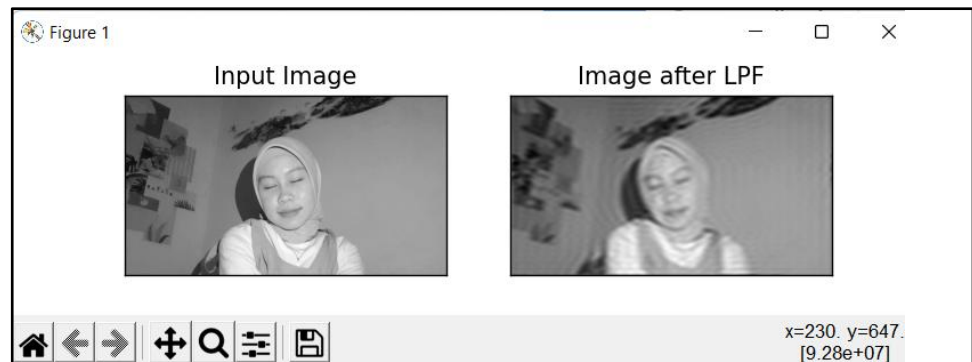 Figure 1
Input Image
Image after LPF
x=230. y=647.
[9.28e+07]